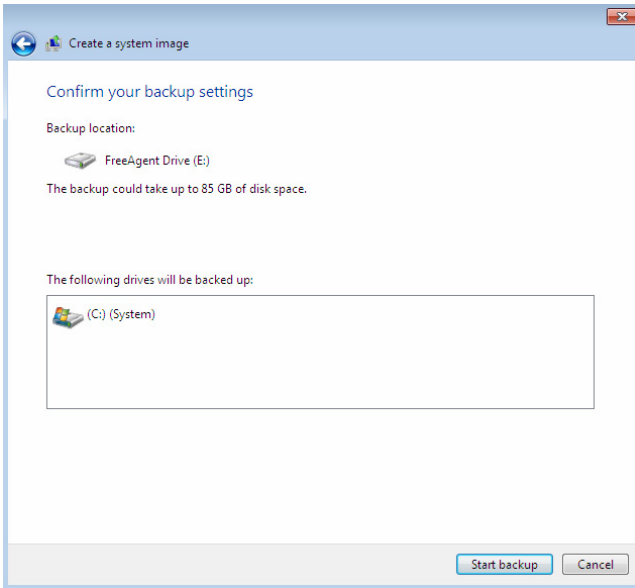 Create a system image
Confirm your backup settings
Backup location:
FreeAgent Drive (E:)
The backup could take up to 85 GB of disk space.
The following drives will be backed up:
(C:) (System)
Start backup
Cancel